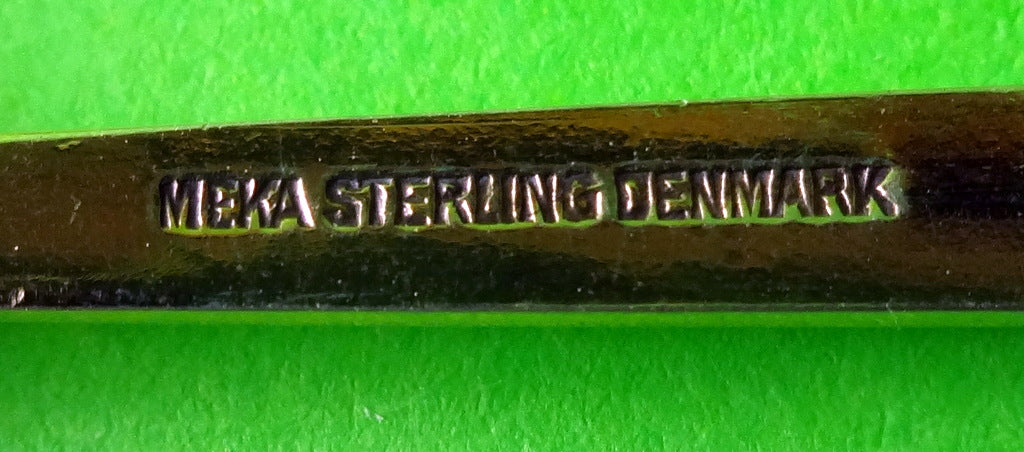 MEKA STERLING DENMARK